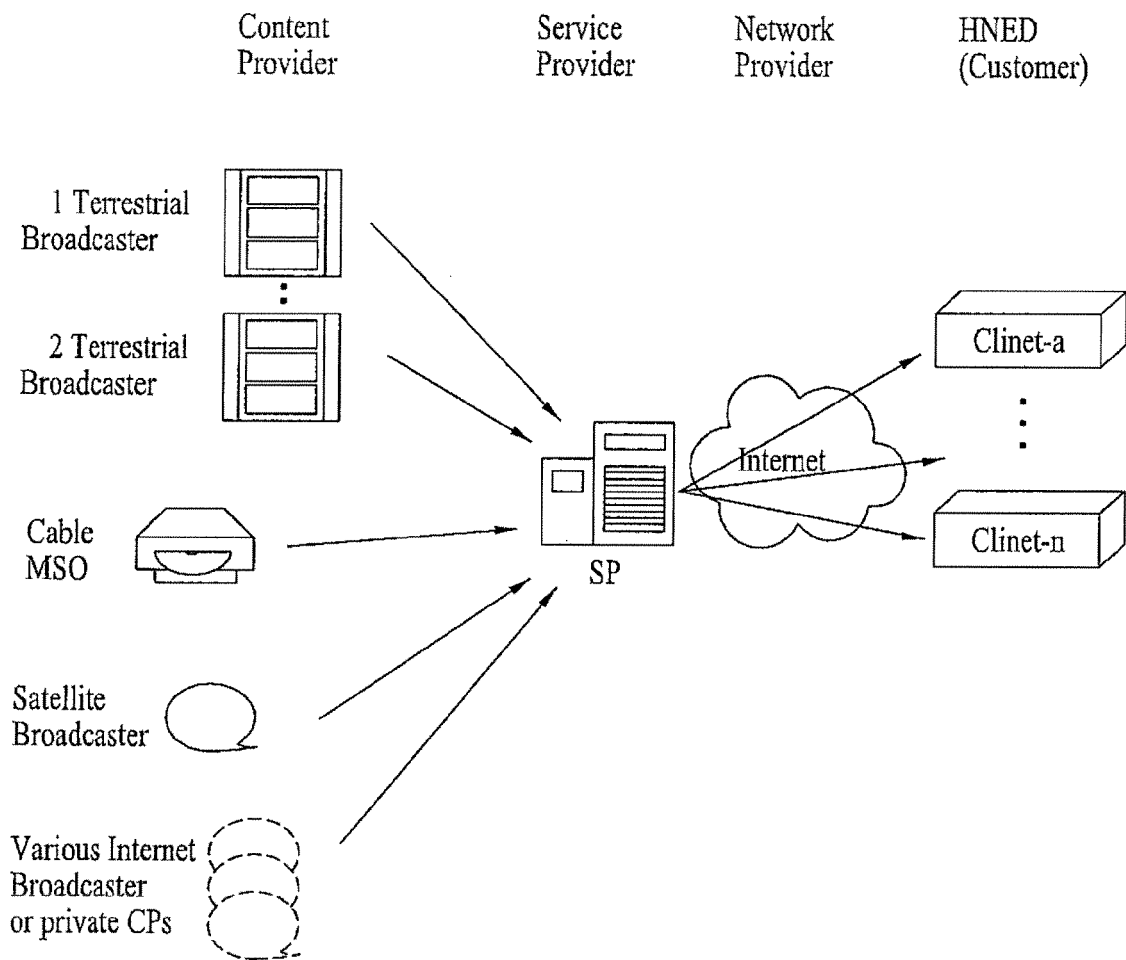 Content
Provider
Service
Provider
Network
Provider
HNED
(Customer)
1 Terrestrial
Broadcaster
2 Terrestrial
Broadcaster
Cable
MSO
Satellite
Broadcaster
Various Internet
Broadcaster
or private CPs
SP
Internet
Clinet-a
Clinet-n